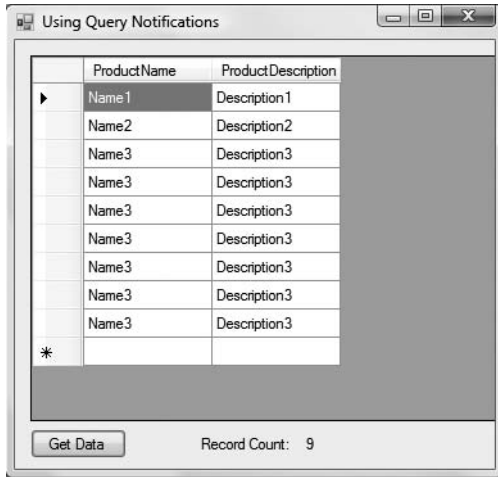 Using Query Notifications
ProductName ProductDescription
Name1 Description1
Name2 Description2
Name3 Description3
Name3 Description3
Name3 Description3
Name3 Description3
Name3 Description3
Name3 Description3
Name3 Description3
Get Data Record Count: 9